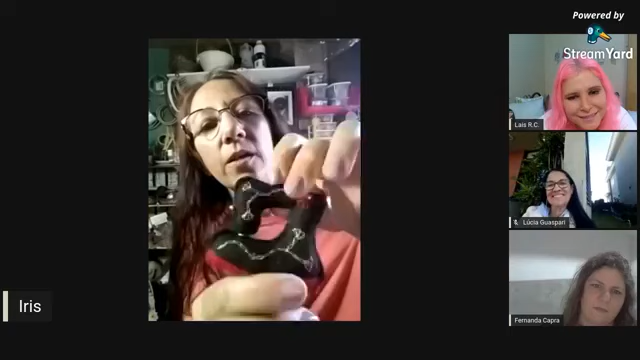 Powered by
StreamYard
Lais R.C.
Lúcia Guaspari
Fernanda Capra
Iris